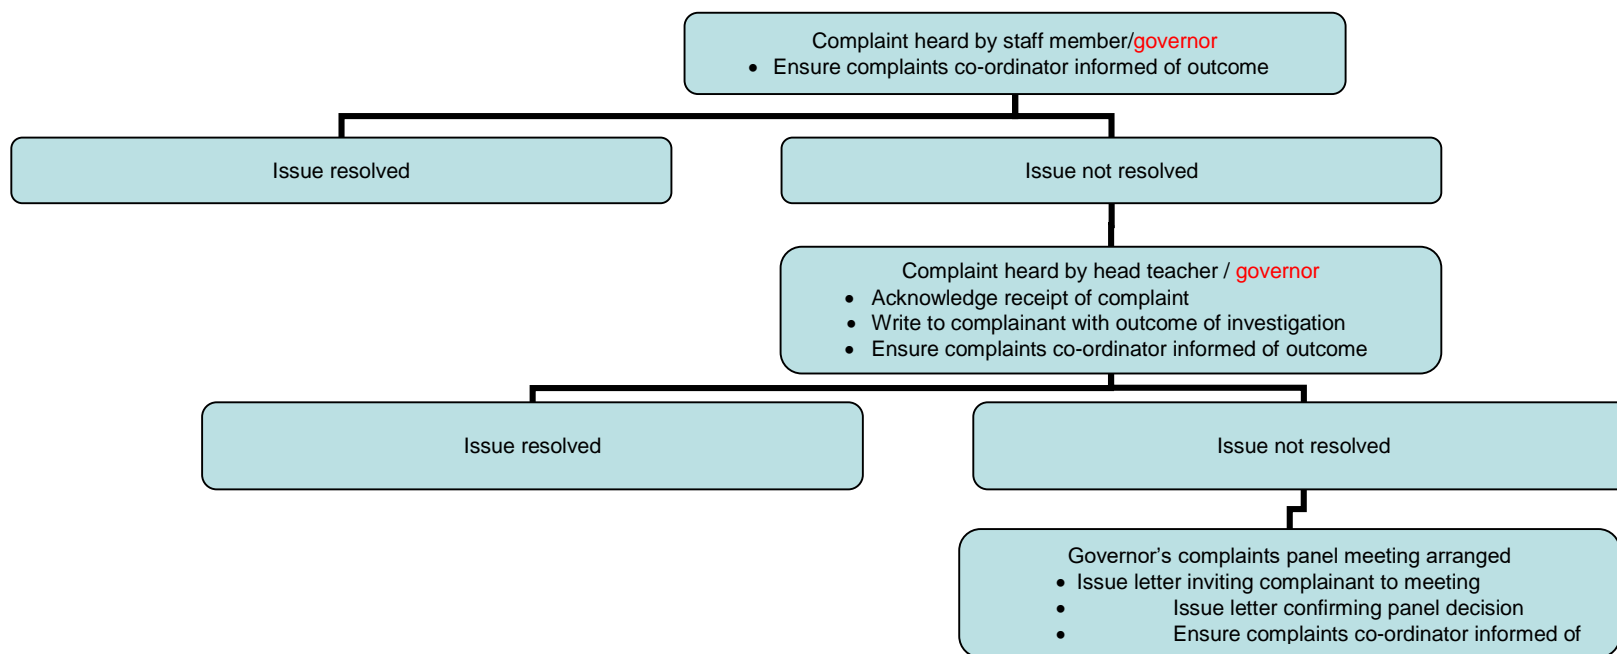 Complaint heard by staff member/governor
• Ensure complaints co-ordinator informed of outcome
Issue resolved
Issue not resolved
Complaint heard by head teacher / governor
• Acknowledge receipt of complaint
• Write to complainant with outcome of investigation
• Ensure complaints co-ordinator informed of outcome
Issue resolved
Issue not resolved
Governor’s complaints panel meeting arranged
• Issue letter inviting complainant to meeting
• Issue letter confirming panel decision
• Ensure complaints co-ordinator informed of